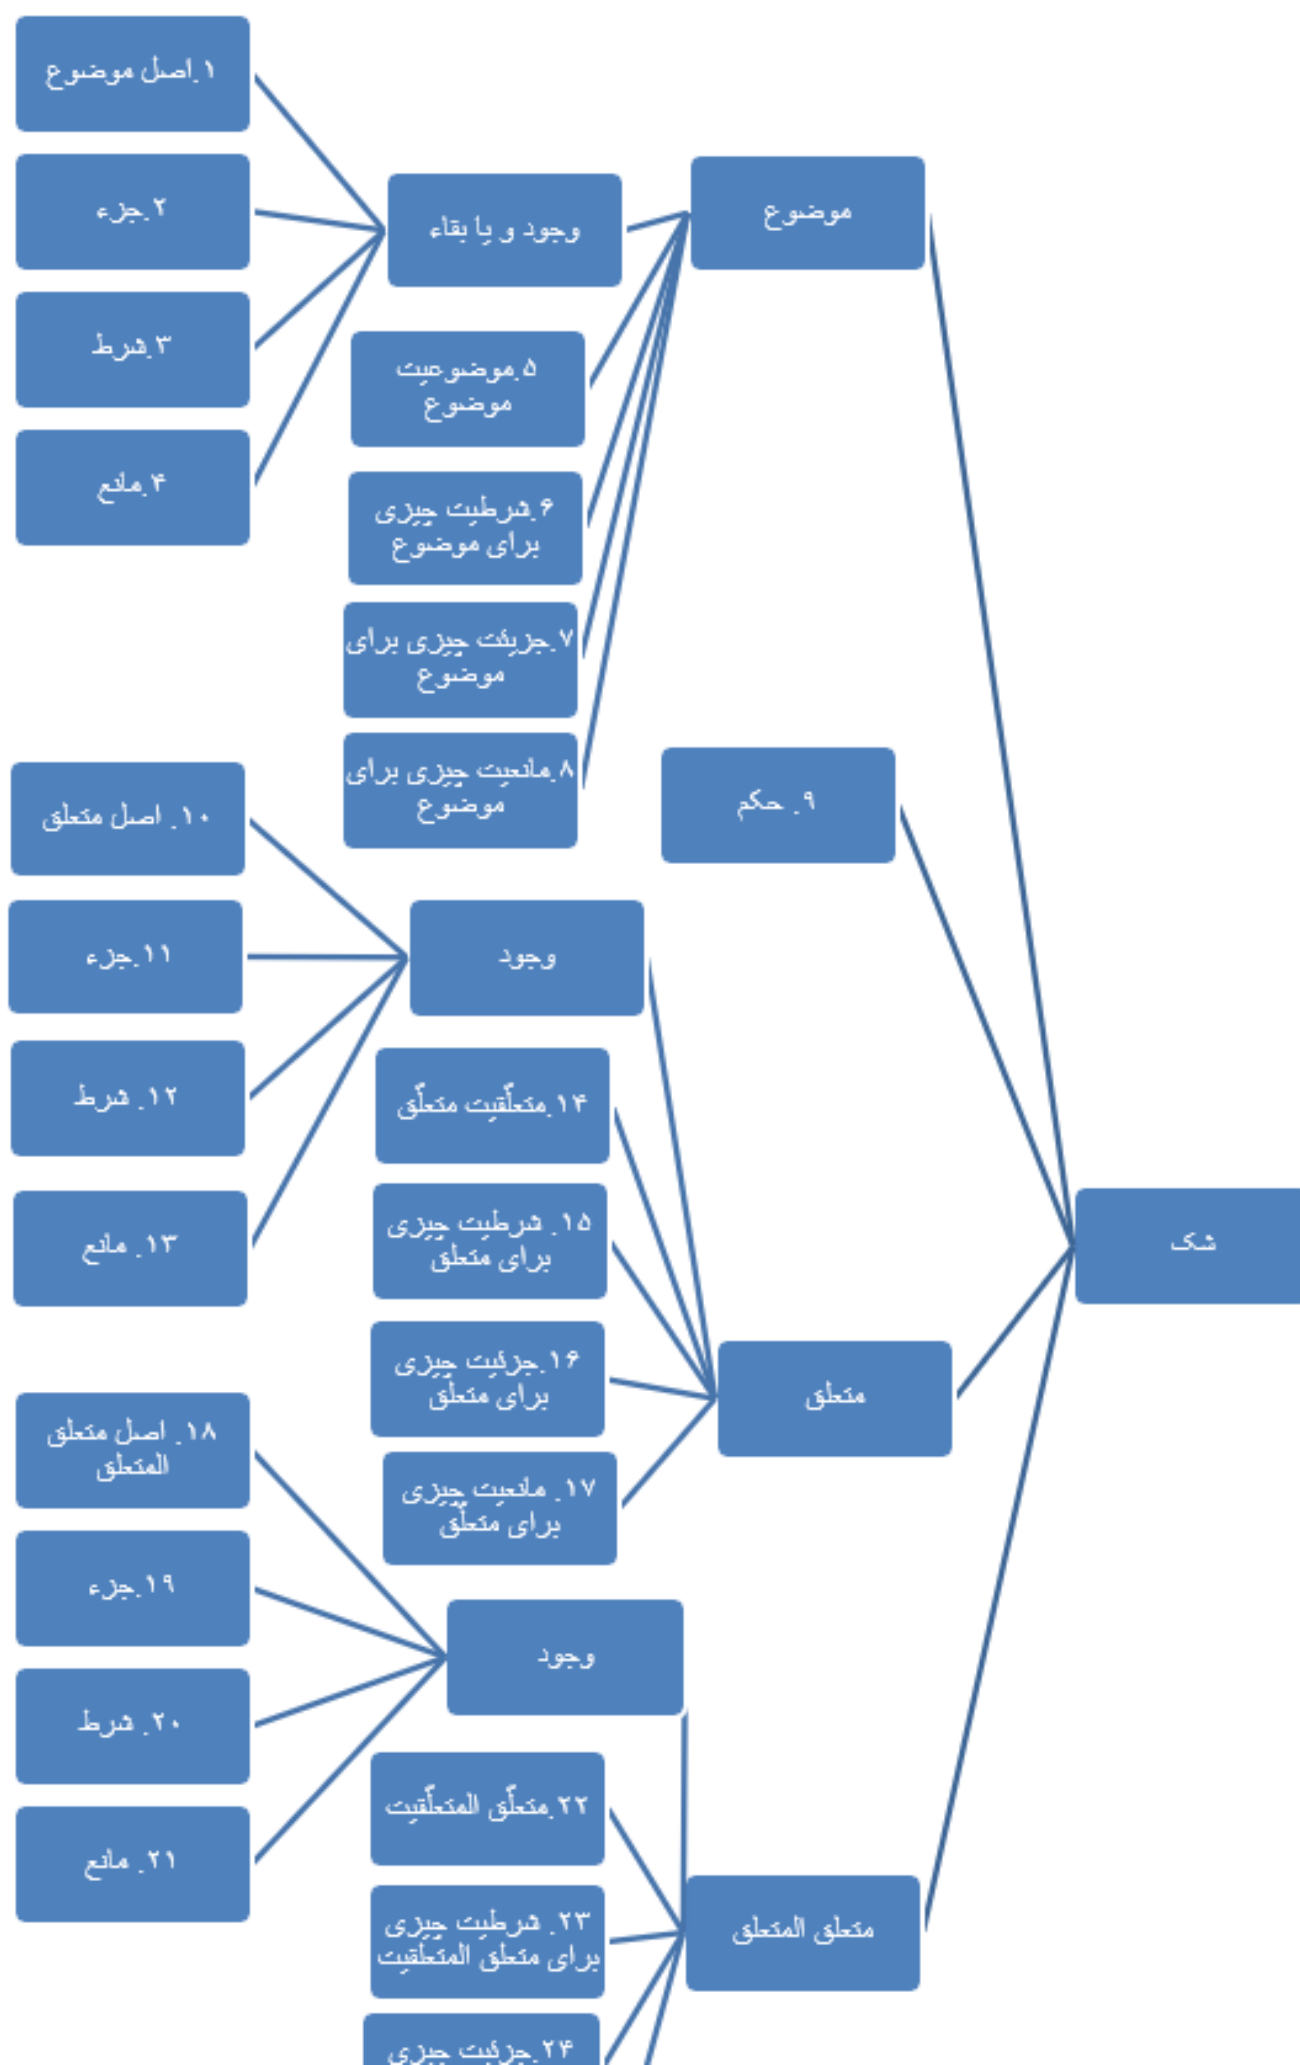 شک
موضوع
وجود و یا بقاء
۱.اصل موضوع
۲.جزء
۳.شرط
۴.مانع
۵.موضوعیت
موضوع
۶.شرطیت چیزی
برای موضوع
۷.جزیئت چیزی برای
موضوع
۸.مانعیت چیزی برای
موضوع
۹. حکم
متعلق
وجود
۱۰. اصل متعلق
۱۱.جزء
۱۲. شرط
۱۳. مانع
۱۴.متعلّقیت متعلّق
۱۵. شرطیت چیزی
برای متعلق
۱۶.جزئیت چیزی
برای متعلّق
۱۷. مانعیت چیزی
برای متعلّق
متعلق المتعلق
وجود
۱۸. اصل متعلق
المتعلق
۱۹.جزء
۲۰. شرط
۲۱. مانع
۲۲.متعلّق المتعلّقیت
۲۳. شرطیت چیزی
برای متعلق المتعلقیت
۲۴.جزئیت چیزی